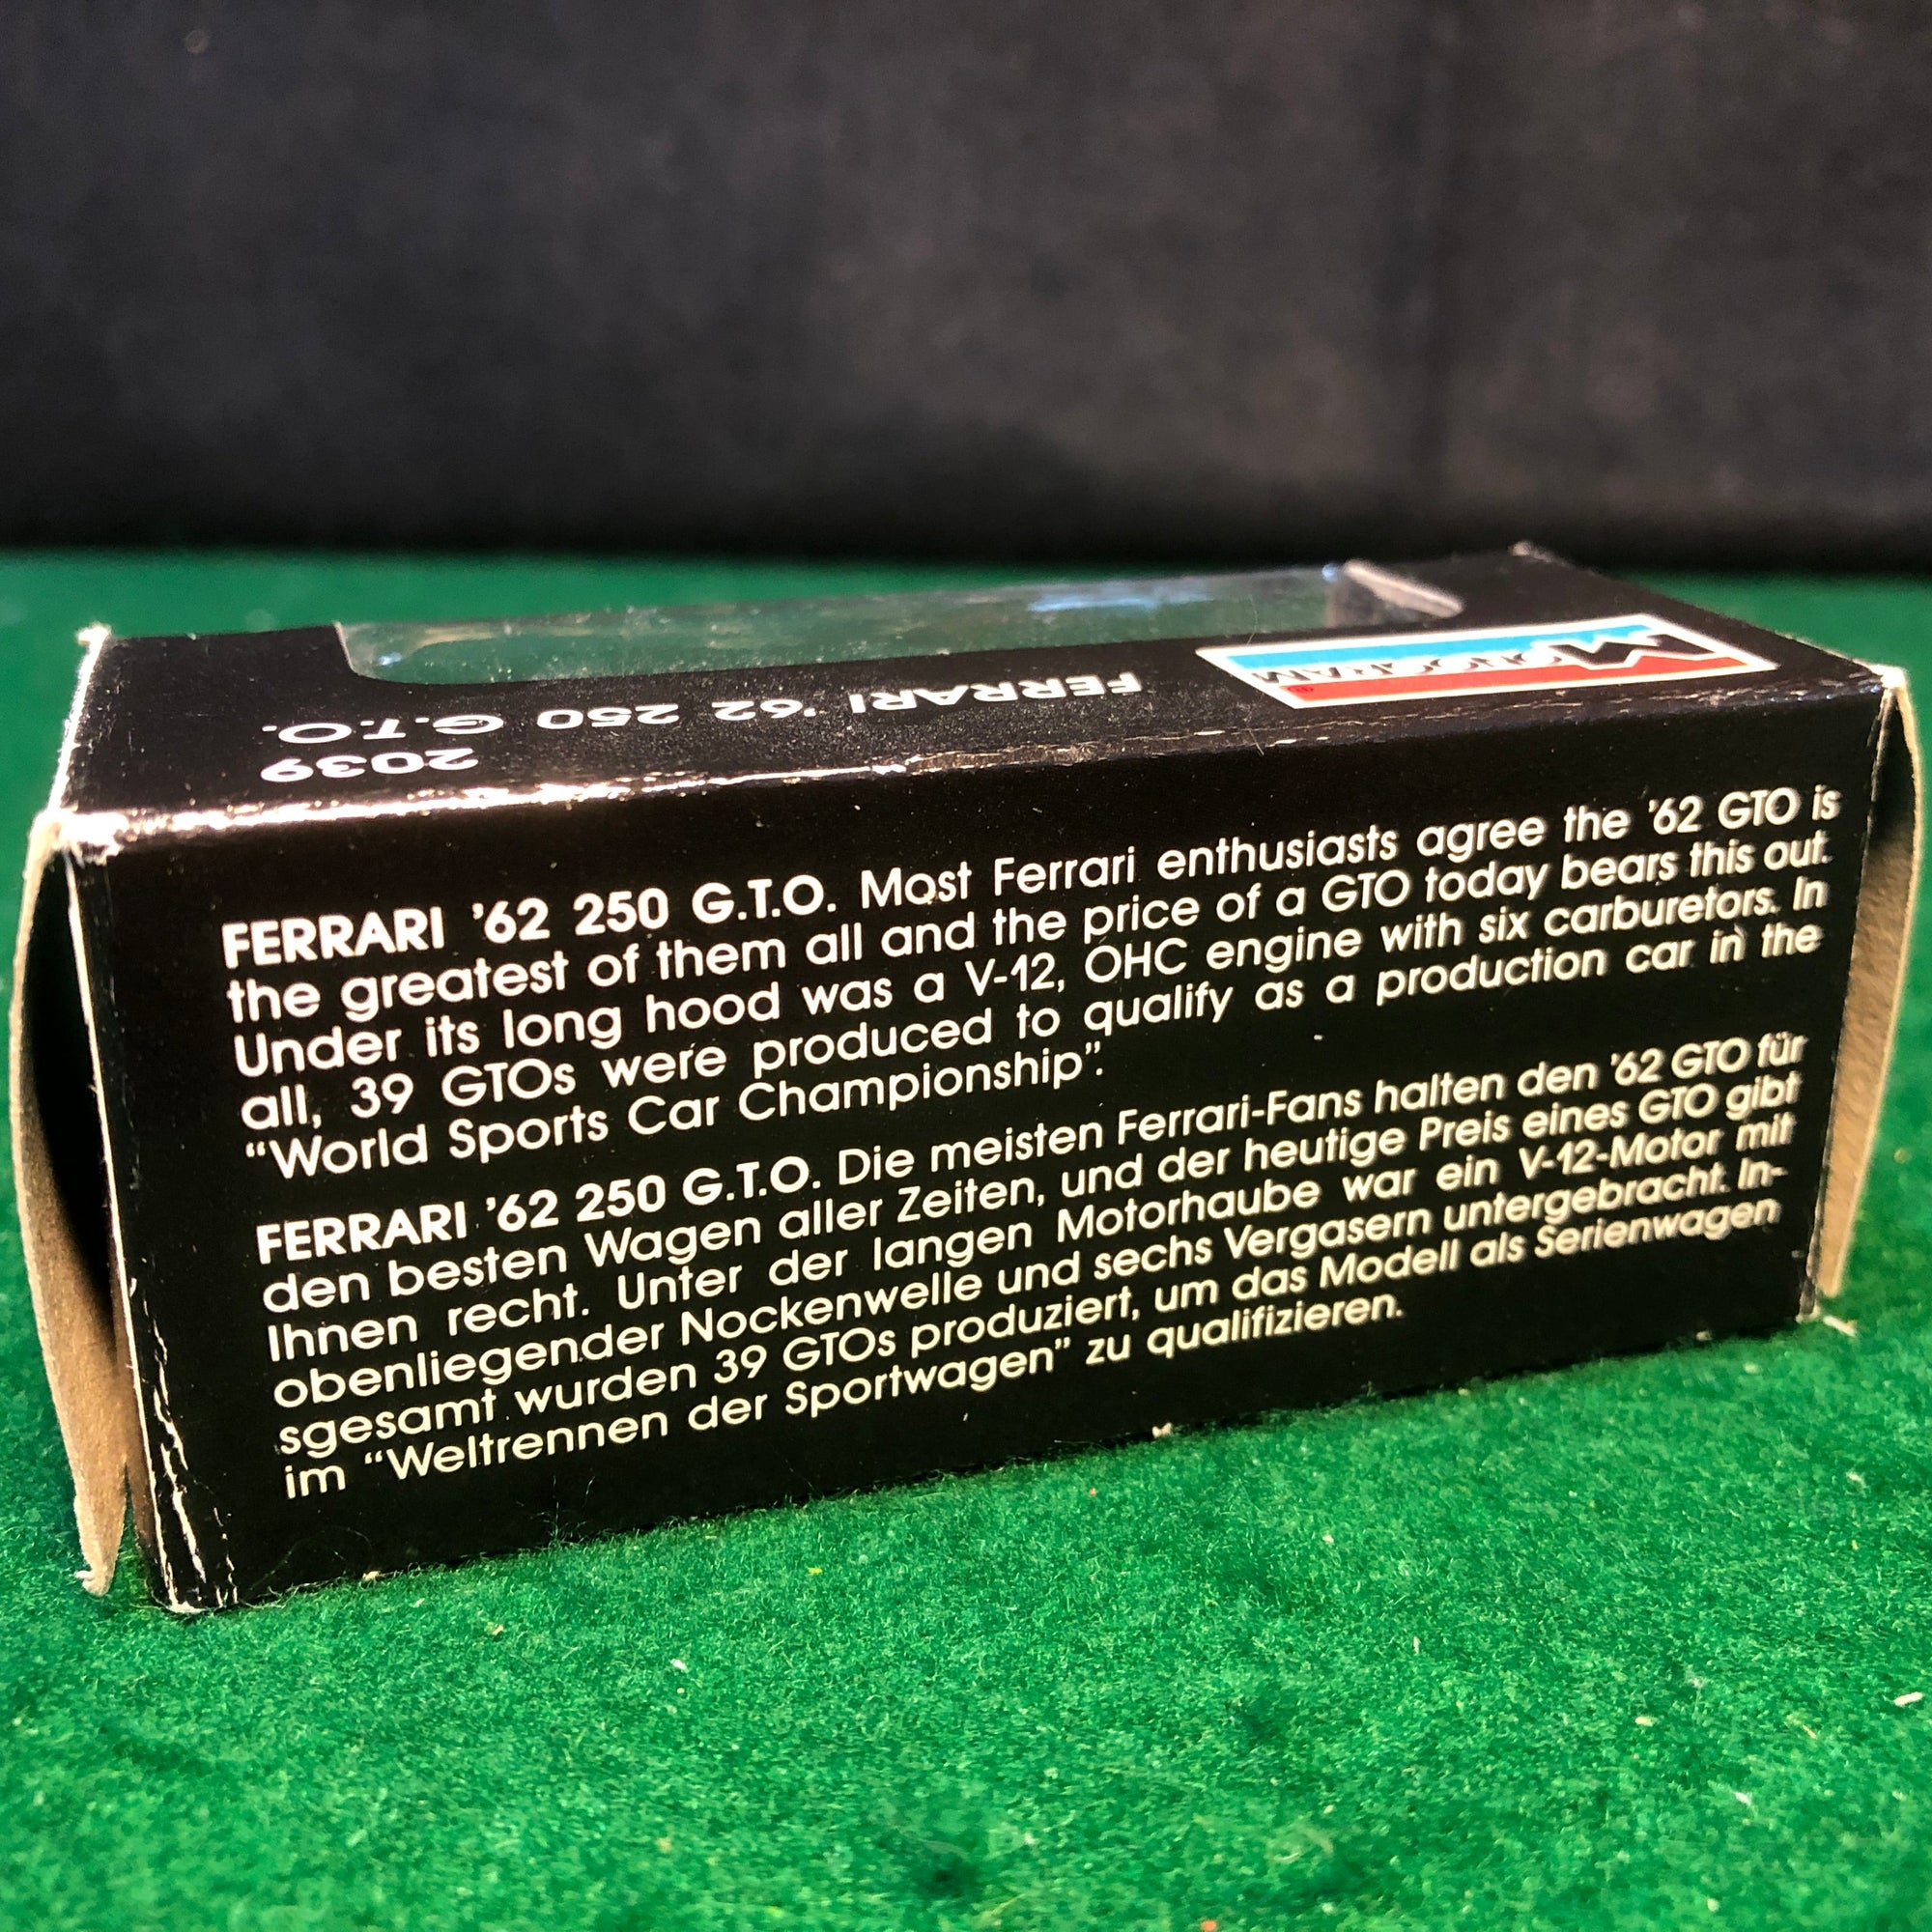 MONOGRAM
FERRARI '62 250 G.T.O.
2039
FERRARI '62 250 G.T.O. Most Ferrari enthusiasts agree the '62 GTO is
the greatest of them all and the price of a GTO today bears this out.
Under its long hood was a V-12, OHC engine with six carburetors. In
all, 39 GTOs were produced to qualify as a production car in the
“World Sports Car Championship”.
FERRARI '62 250 G.T.O. Die meisten Ferrari-Fans halten den '62 GTO für
den besten Wagen aller Zeiten, und der heutige Preis eines GTO gibt
Ihnen recht. Unter der langen Motorhaube war ein V-12-Motor mit
obenliegender Nockenwelle und sechs Vergasern untergebracht. In-
sgesamt wurden 39 GTOs produziert, um das Modell als Serienwagen
im “Weltrennen der Sportwagen” zu qualifizieren.